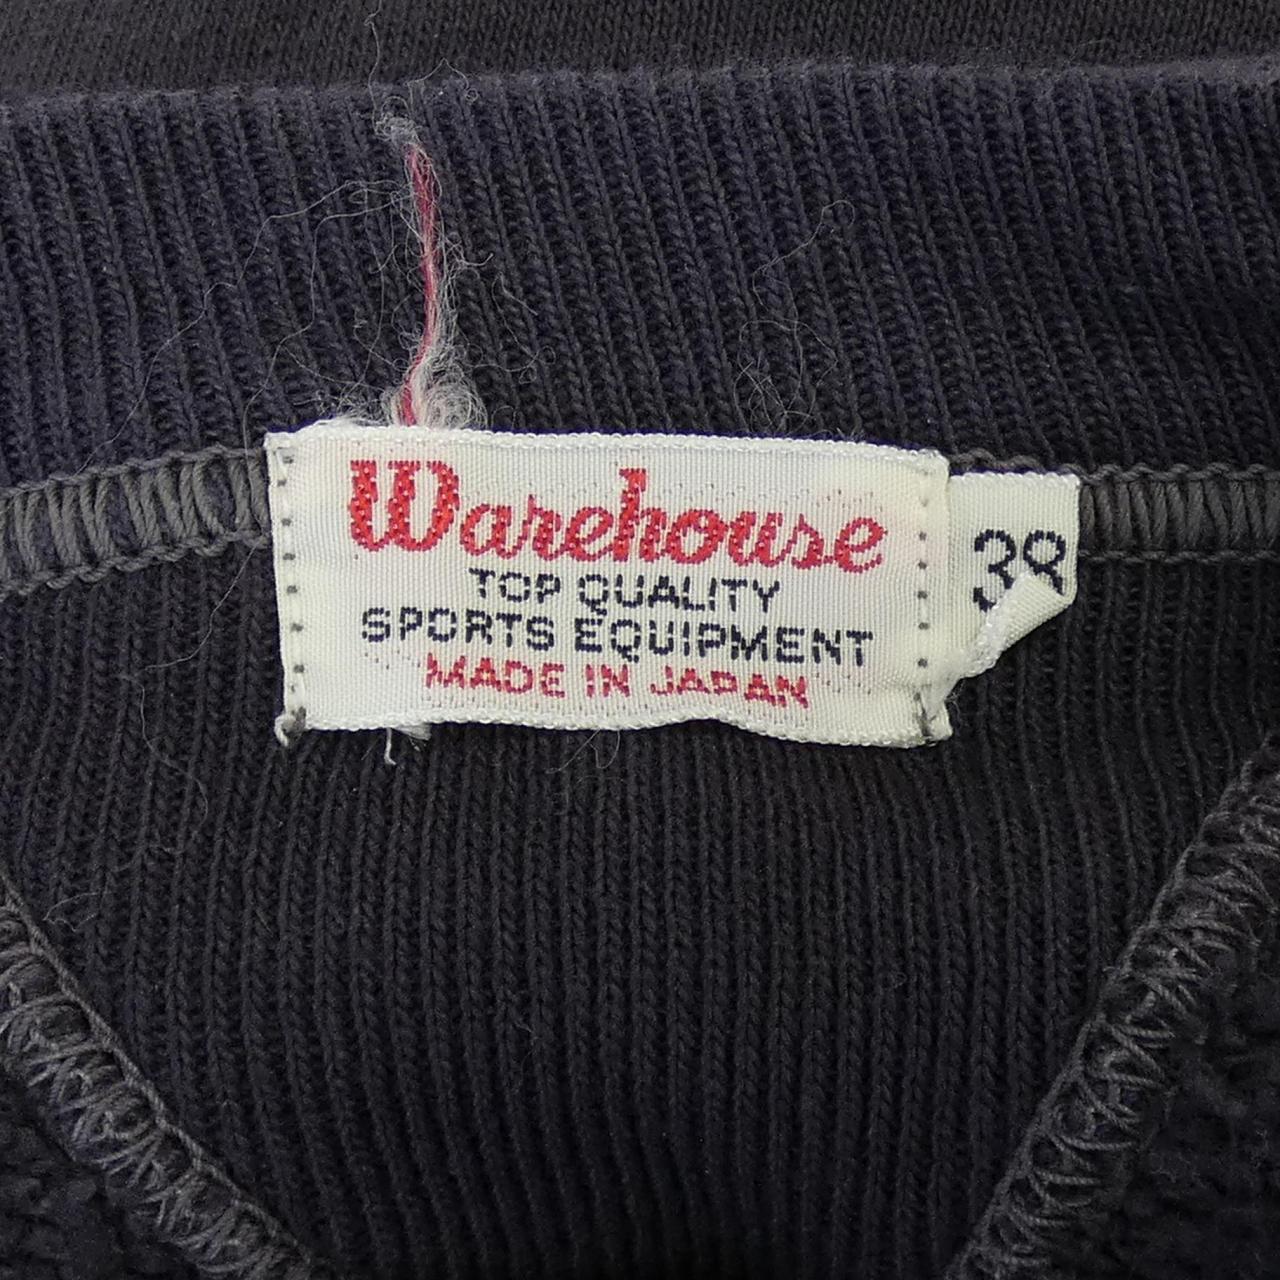 Warehouse
TOP QUALITY
SPORTS EQUIPMENT
MADE IN JAPAN
38